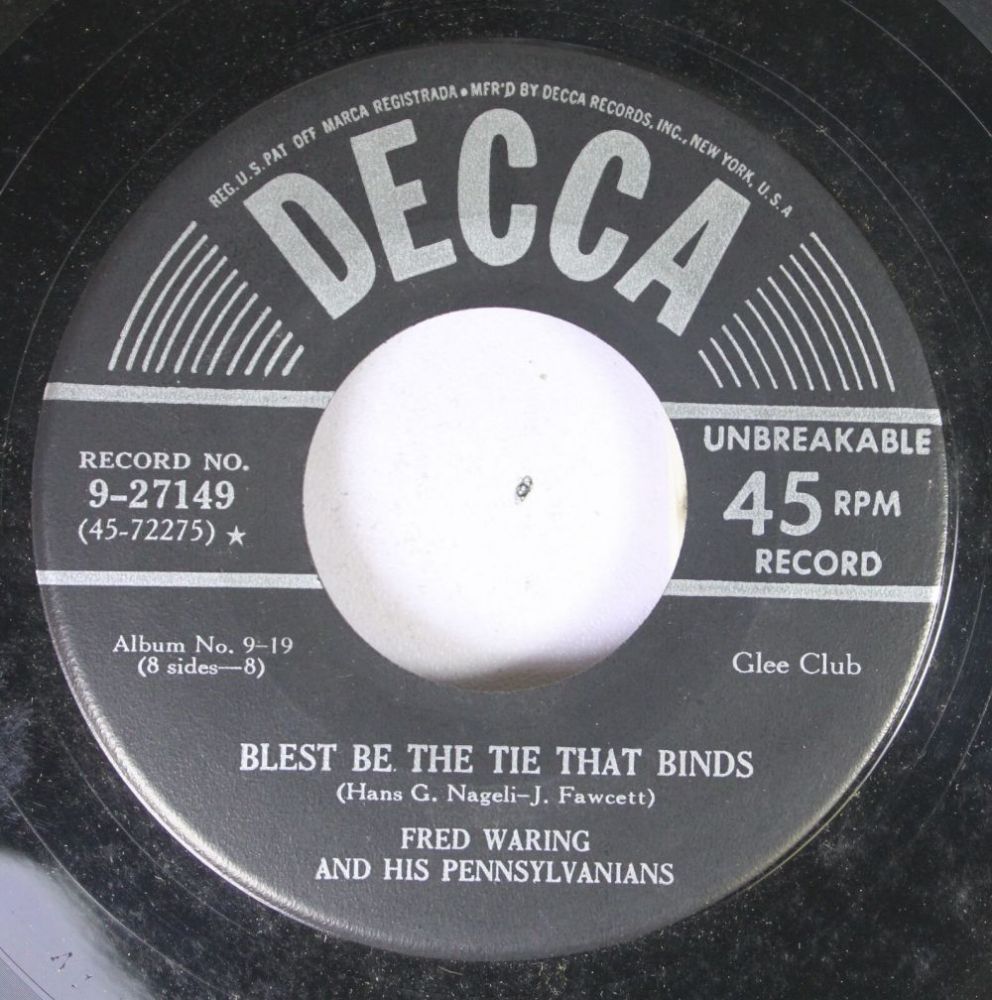 REG. U.S. PAT OFF MARCA REGISTRADA • MFR'D BY DECCA RECORDS, INC., NEW YORK, U.S.A
DECCA
RECORD NO.
9-27149
(45-72275) ★
UNBREAKABLE
45 RPM
RECORD
Album No. 9-19
(8 sides—8)
Glee Club
BLEST BE THE TIE THAT BINDS
(Hans G. Nageli-J. Fawcett)
FRED WARING
AND HIS PENNSYLVANIANS